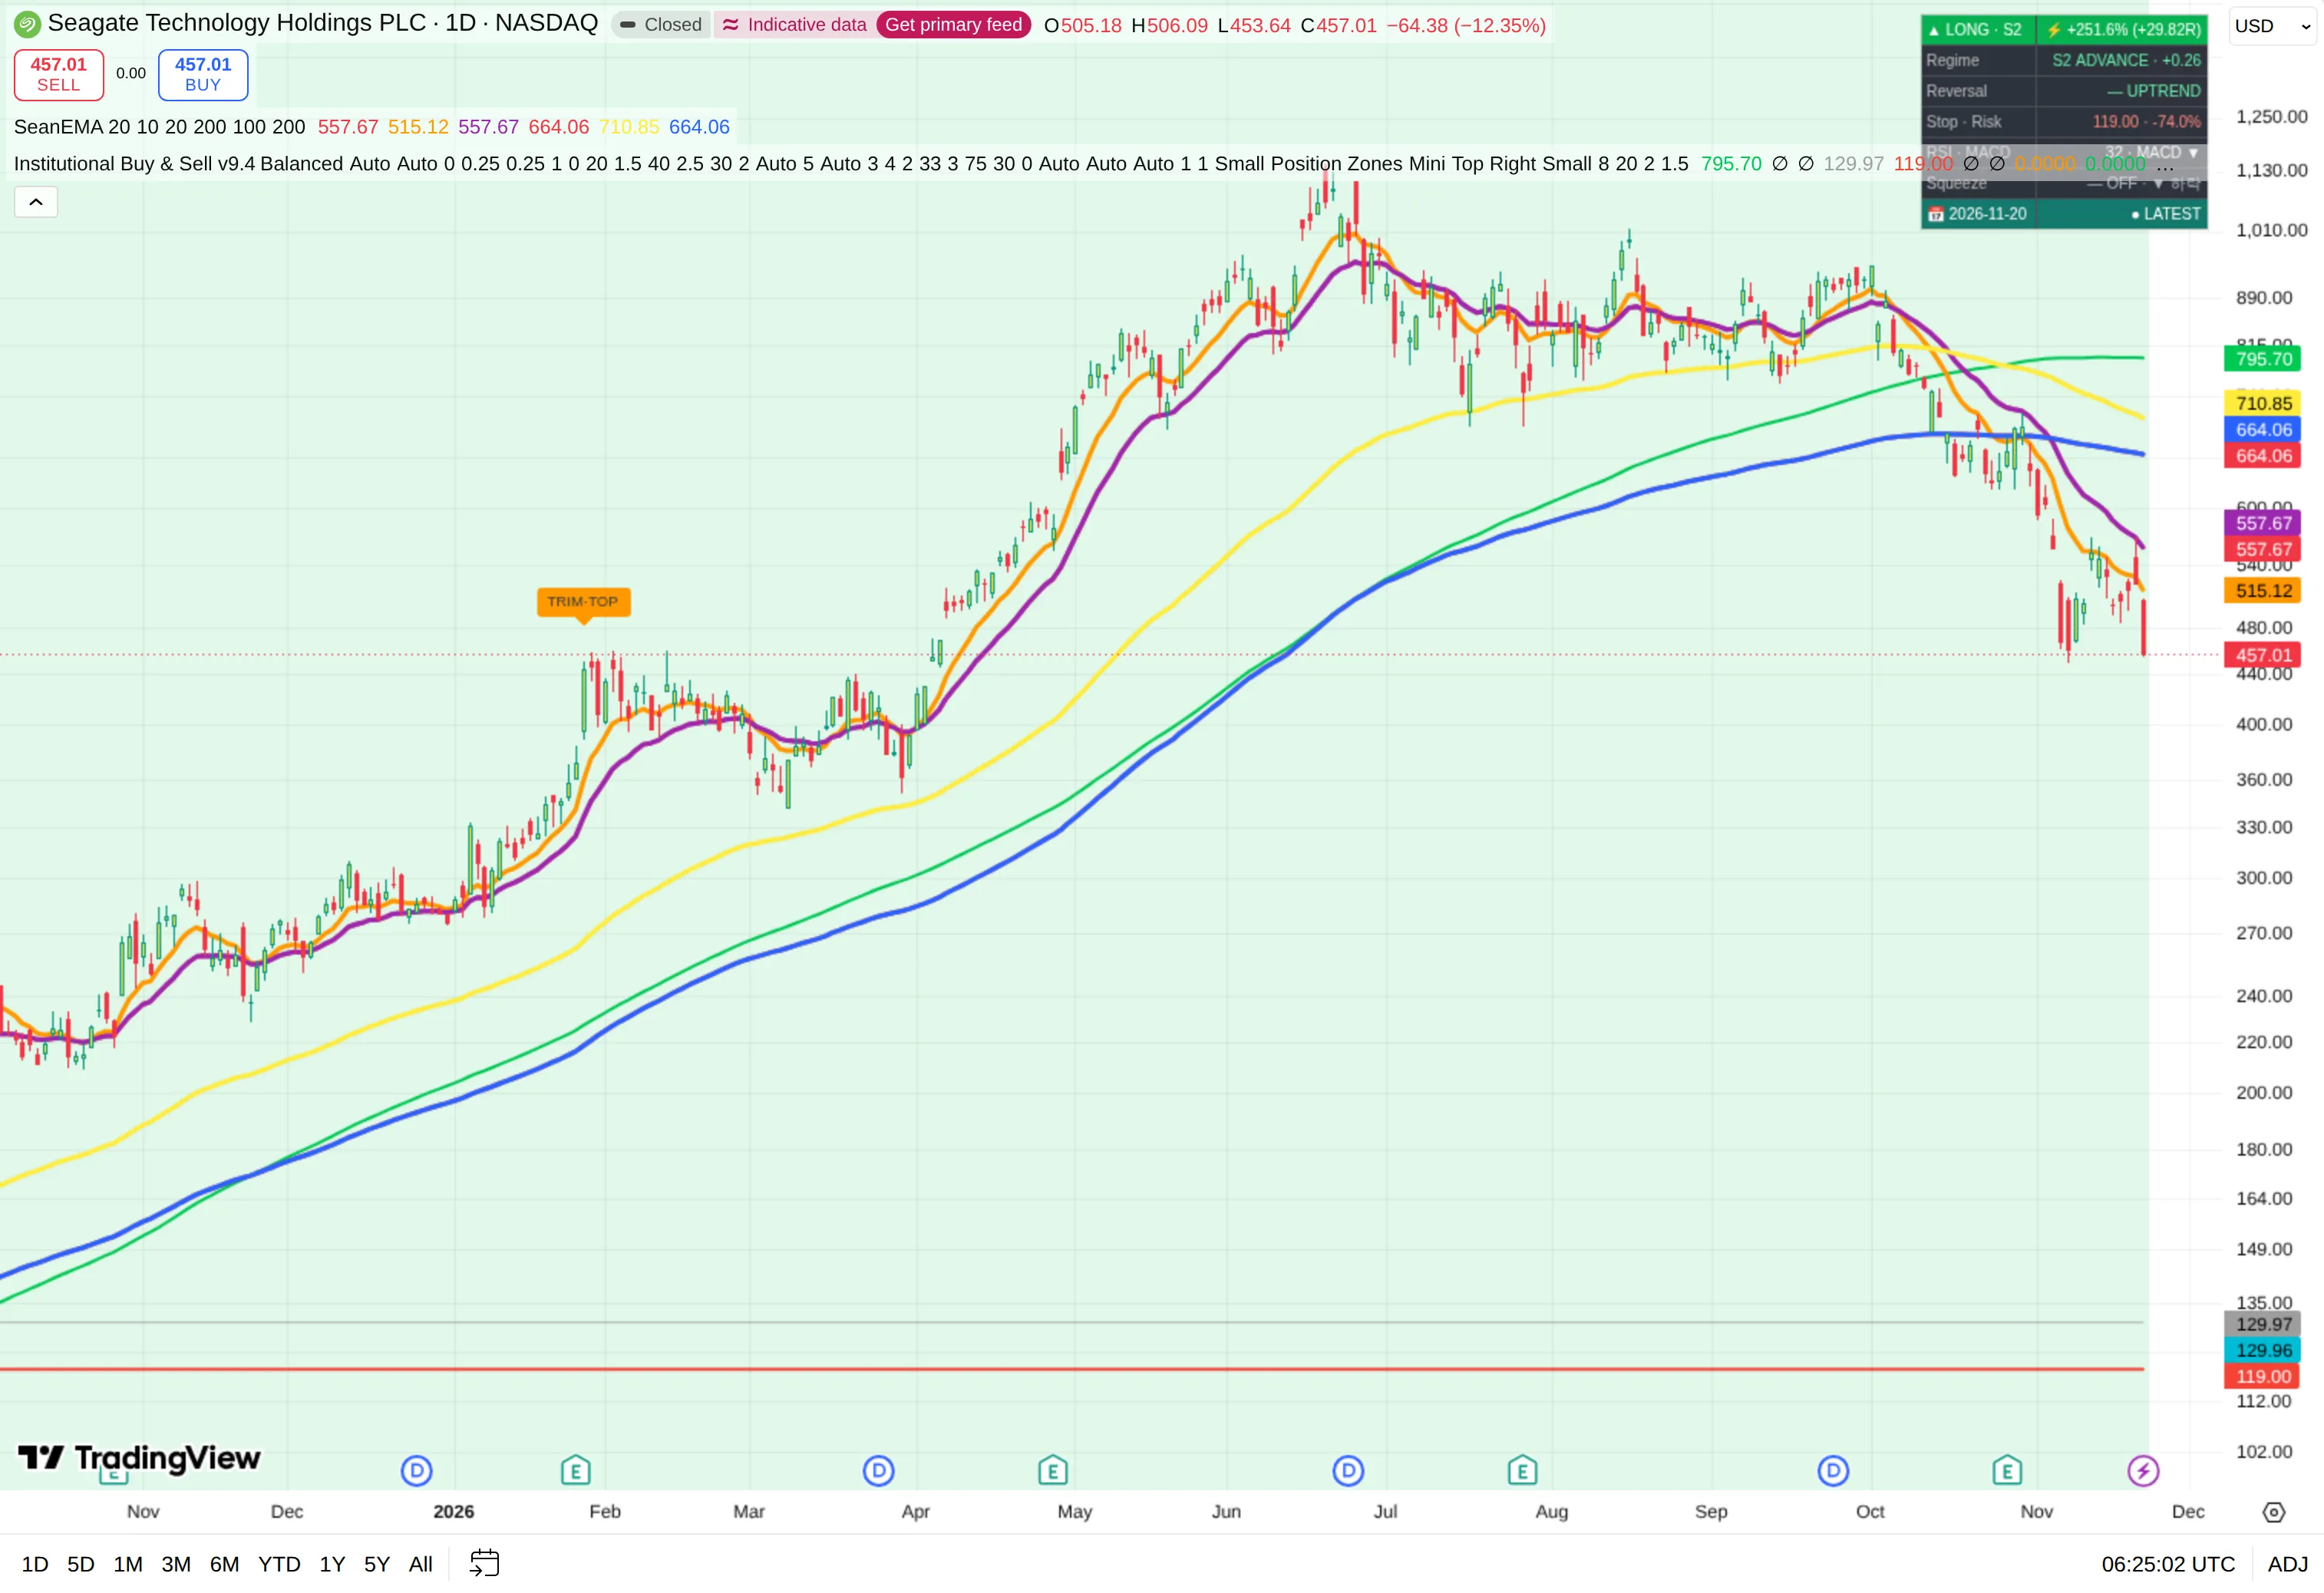 Seagate Technology Holdings PLC · 1D · NASDAQ Closed Indicative data Get primary feed O505.18 H506.09 L453.64 C457.01 −64.38 (−12.35%)
457.01 SELL 0.00 457.01 BUY
SeanEMA 20 10 20 200 100 200 557.67 515.12 557.67 664.06 710.85 664.06
Institutional Buy & Sell v9.4 Balanced Auto Auto 0 0.25 0.25 1 0 20 1.5 40 2.5 30 2 Auto 5 Auto 3 4 2 33 3 75 30 0 Auto Auto Auto 1 1 Small Position Zones Mini Top Right Small 8 20 2 1.5 795.70 ∅ ∅ 129.97 119.00 ∅ ∅ 0.0000 0.0000 …
▲ LONG · S2 ⚡ +251.6% (+29.82R)
Regime S2 ADVANCE · +0.26
Reversal — UPTREND
Stop · Risk 119.00 · -74.0%
RSI · MACD 32 · MACD ▼
Squeeze — OFF · ▼ 하락
📅 2026-11-20 ● LATEST
USD
1,250.00
1,130.00
1,010.00
890.00
815.00
795.70
710.85
664.06
664.06
600.00
557.67
557.67
540.00
515.12
480.00
457.01
440.00
400.00
360.00
330.00
300.00
270.00
240.00
220.00
200.00
180.00
164.00
149.00
135.00
129.97
129.96
119.00
112.00
102.00
TRIM-TOP
TradingView
E D E D E D E D E
Nov Dec 2026 Feb Mar Apr May Jun Jul Aug Sep Oct Nov Dec
1D 5D 1M 3M 6M YTD 1Y 5Y All 06:25:02 UTC ADJ